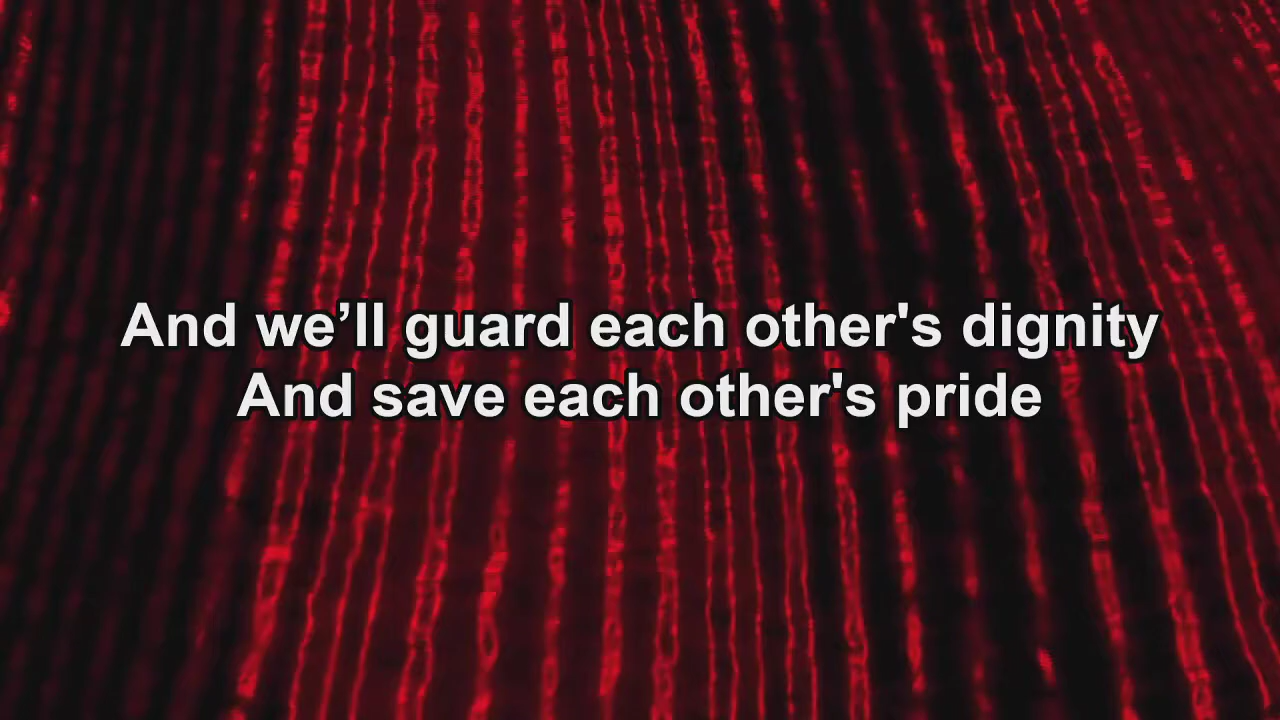 And we’ll guard each other's dignity
And save each other's pride